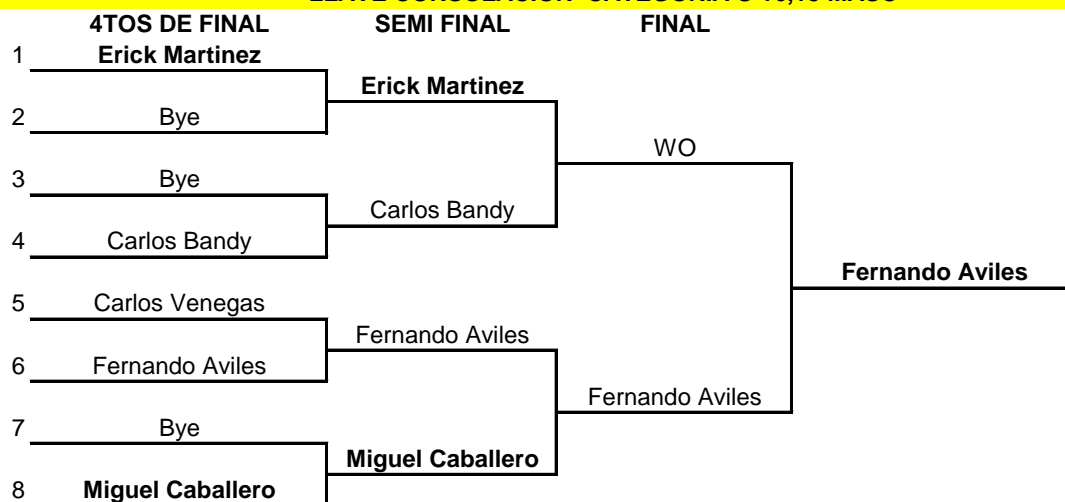 LLAVE CONSOLACION
4TOS DE FINAL SEMI FINAL FINAL
1 Erick Martinez
Erick Martinez
2 Bye
WO
3 Bye
Carlos Bandy
4 Carlos Bandy
Fernando Aviles
5 Carlos Venegas
Fernando Aviles
6 Fernando Aviles
Fernando Aviles
7 Bye
Miguel Caballero
8 Miguel Caballero